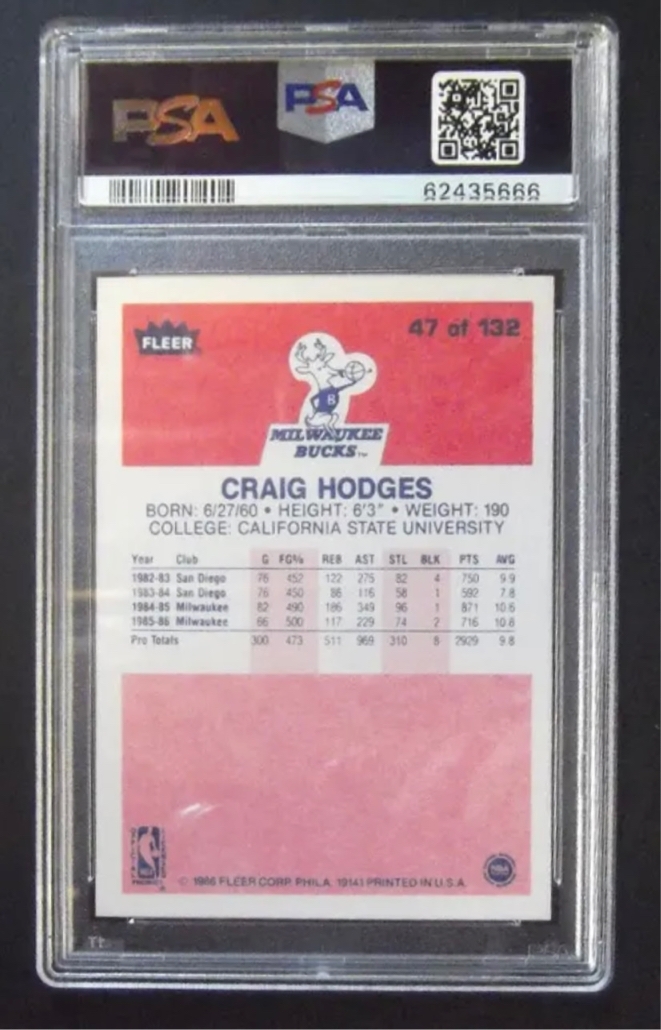 PSA PSA
62435666
FLEER 47 of 132
B
MILWAUKEE
BUCKS™
CRAIG HODGES
BORN: 6/27/60 • HEIGHT: 6'3" • WEIGHT: 190
COLLEGE: CALIFORNIA STATE UNIVERSITY
Year Club G FG% REB AST STL BLK PTS AVG
1982-83 San Diego 76 452 122 275 82 4 750 9.9
1983-84 San Diego 76 450 86 116 58 1 592 7.8
1984-85 Milwaukee 82 490 186 349 96 1 871 10.6
1985-86 Milwaukee 66 500 117 229 74 2 716 10.8
Pro Totals 300 473 511 969 310 8 2929 9.8
© 1986 FLEER CORP. PHILA. 19141 PRINTED IN U.S.A.